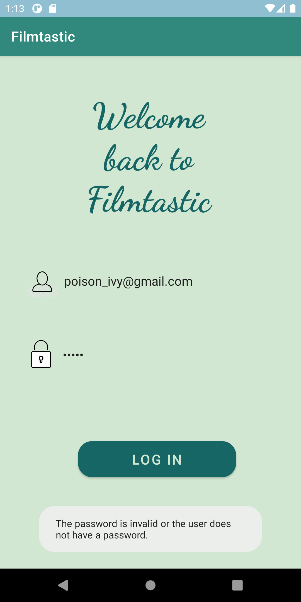 1:13
Filmtastic
Welcome
back to
Filmtastic
poison_ivy@gmail.com
•••••
LOG IN
The password is invalid or the user does
not have a password.